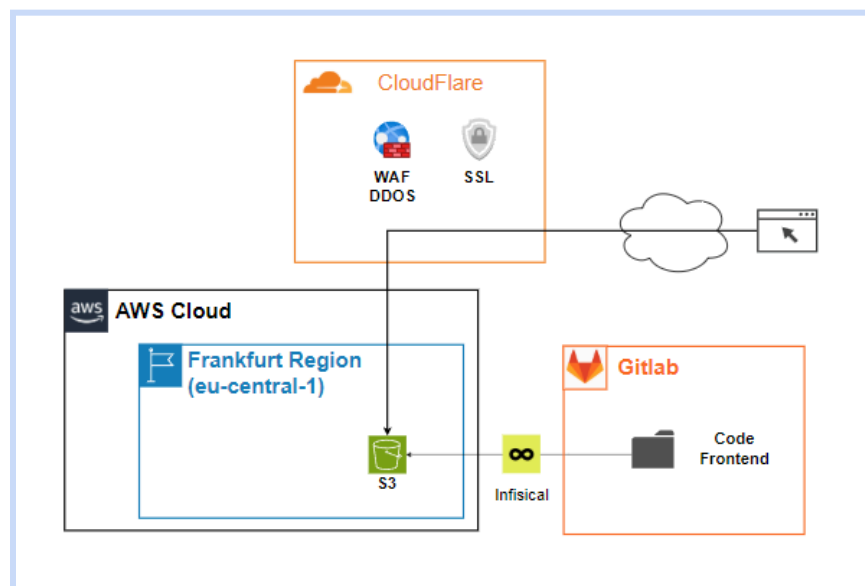 CloudFlare
WAF
DDOS
SSL
aws
AWS Cloud
Frankfurt Region
(eu-central-1)
S3
Infisical
Gitlab
Code
Frontend